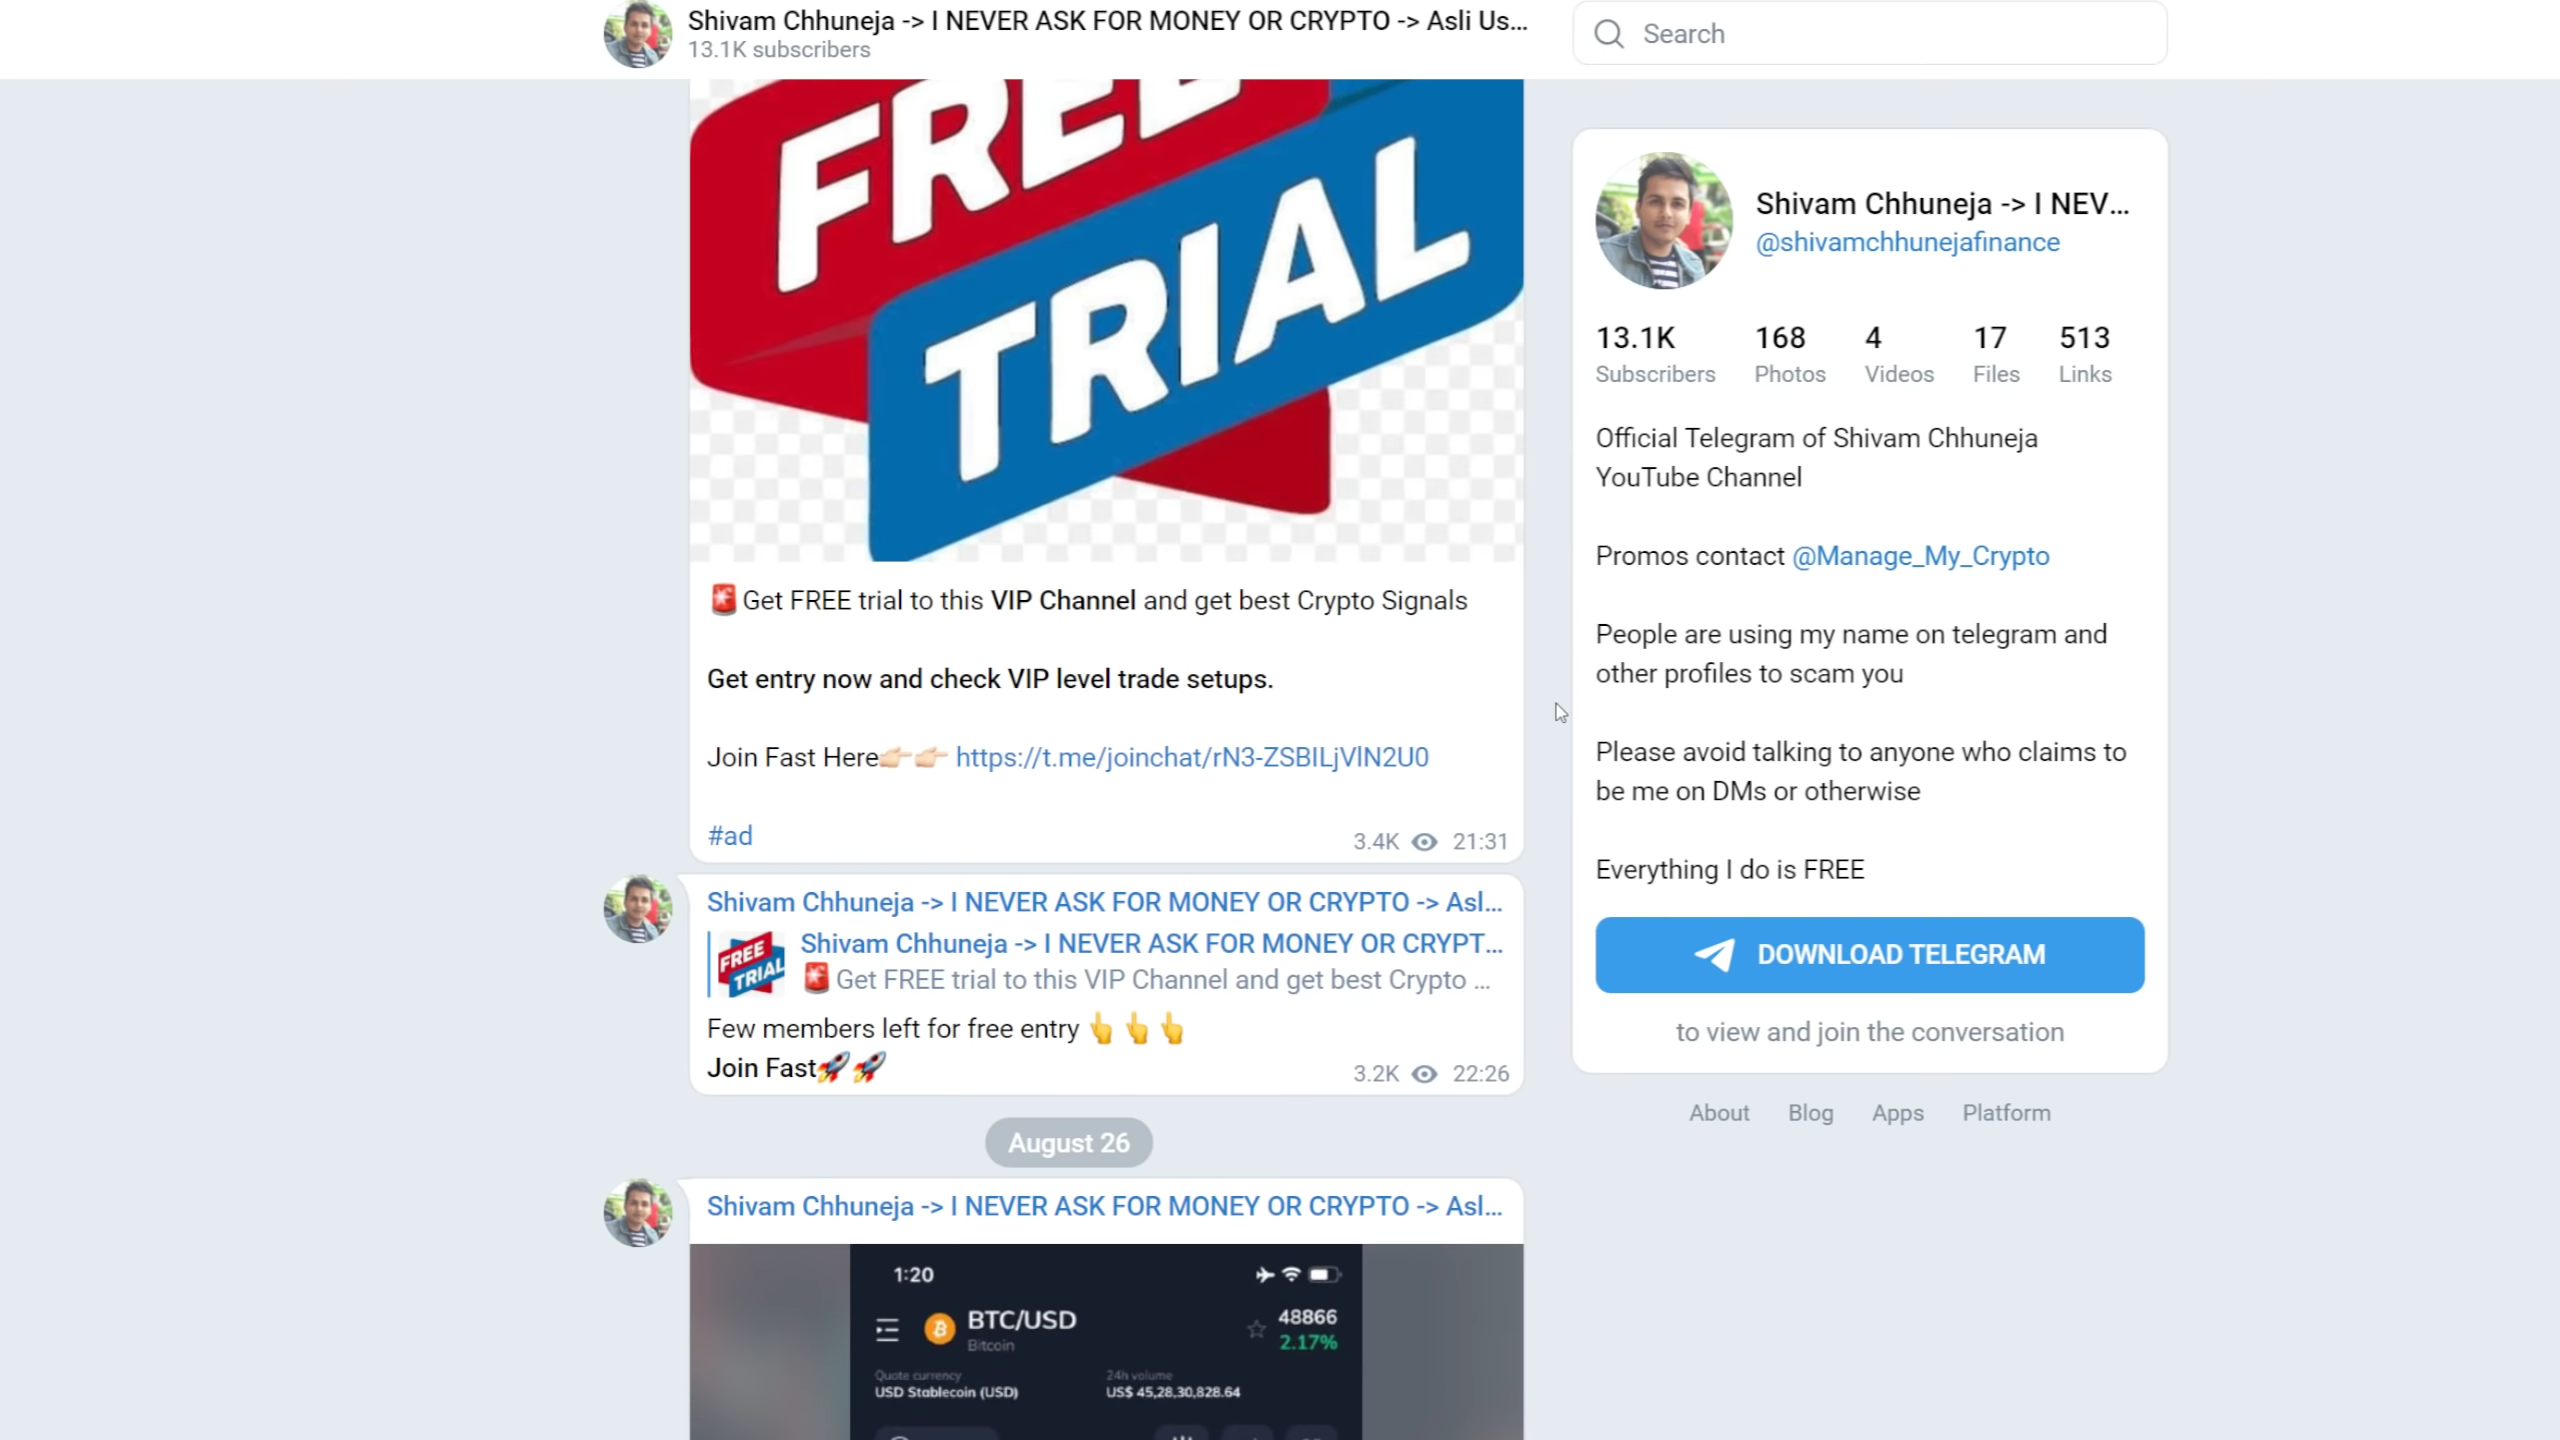 Shivam Chhuneja -> I NEVER ASK FOR MONEY OR CRYPTO -> Asli Us...
13.1K subscribers
Search
FREE
TRIAL
🚨Get FREE trial to this VIP Channel and get best Crypto Signals
Get entry now and check VIP level trade setups.
Join Fast Here👉🏻👉🏻 https://t.me/joinchat/rN3-ZSBILjVlN2U0
#ad
3.4K 21:31
Shivam Chhuneja -> I NEVER ASK FOR MONEY OR CRYPTO -> Asl...
FREE
TRIAL
Shivam Chhuneja -> I NEVER ASK FOR MONEY OR CRYPT...
🚨Get FREE trial to this VIP Channel and get best Crypto ...
Few members left for free entry 👆👆👆
Join Fast🚀🚀
3.2K 22:26
August 26
Shivam Chhuneja -> I NEVER ASK FOR MONEY OR CRYPTO -> Asl...
1:20
BTC/USD
Bitcoin
48866
2.17%
Quote currency
USD Stablecoin (USD)
24h volume
US$ 45,28,30,828.64
Shivam Chhuneja -> I NEV...
@shivamchhunejafinance
13.1K
Subscribers
168
Photos
4
Videos
17
Files
513
Links
Official Telegram of Shivam Chhuneja
YouTube Channel
Promos contact @Manage_My_Crypto
People are using my name on telegram and
other profiles to scam you
Please avoid talking to anyone who claims to
be me on DMs or otherwise
Everything I do is FREE
DOWNLOAD TELEGRAM
to view and join the conversation
About Blog Apps Platform